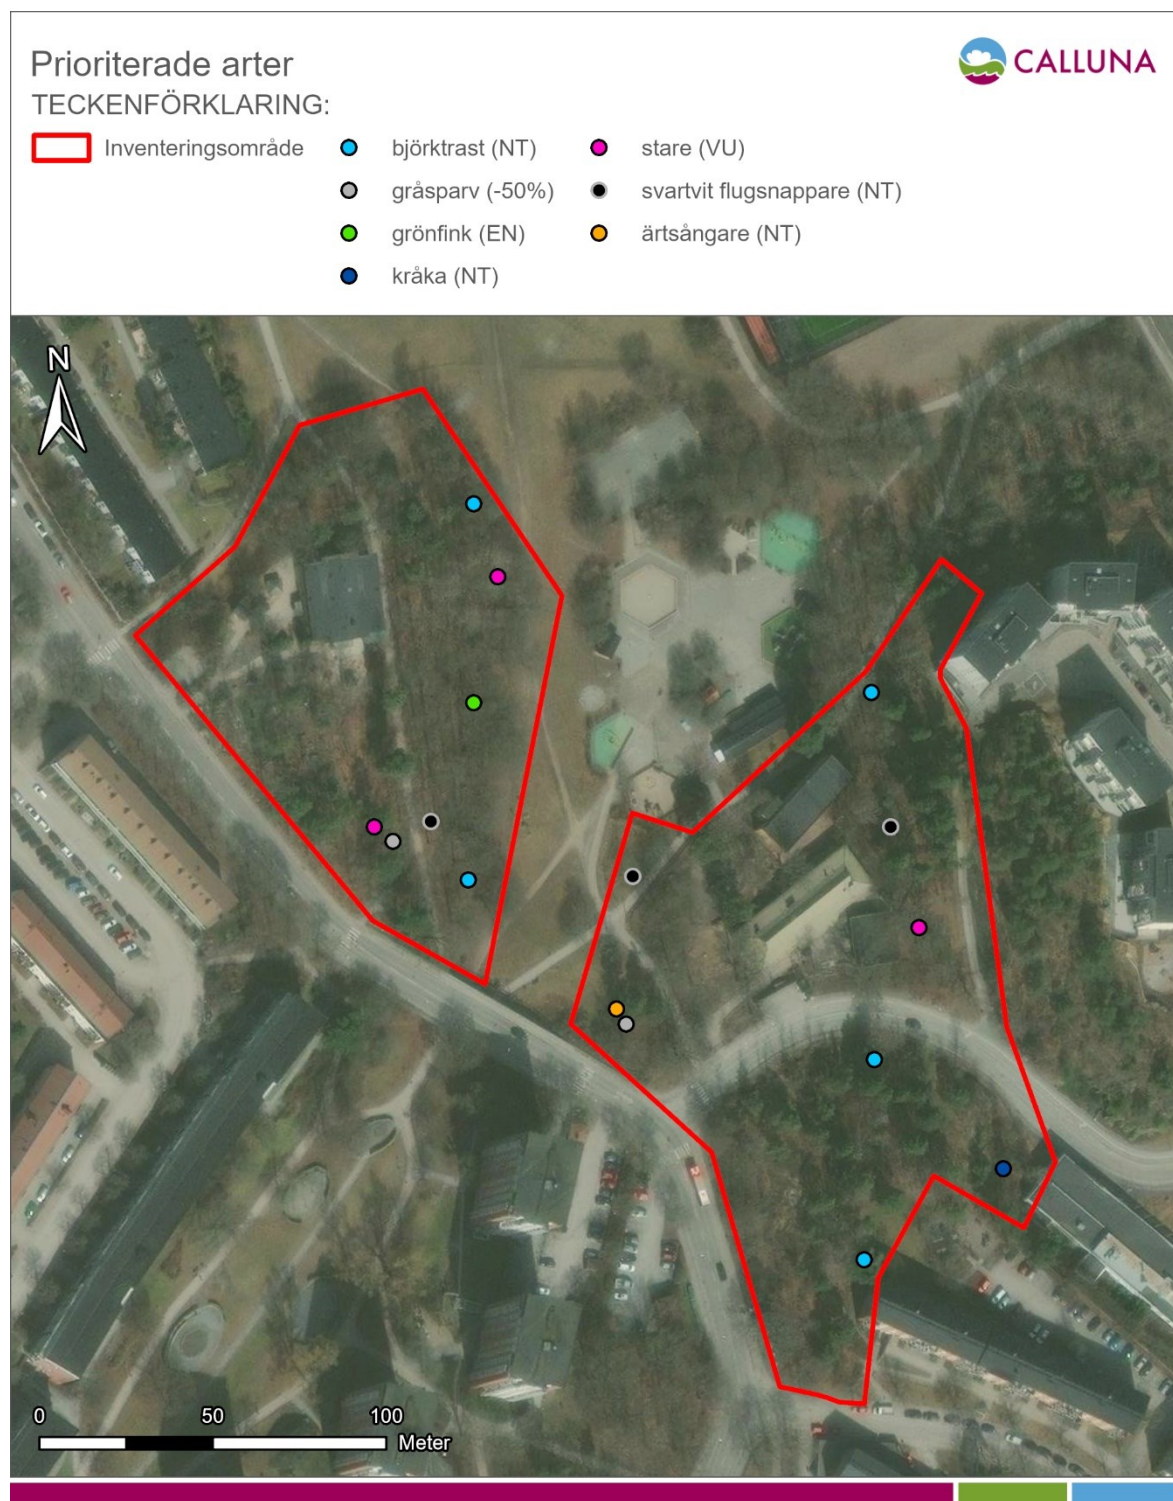 Prioriterade arter
CALLUNA
TECKENFÖRKLARING:
Inventeringsområde
björktrast (NT)
gråsparv (-50%)
grönfink (EN)
kråka (NT)
stare (VU)
svartvit flugsnappare (NT)
ärtsångare (NT)
N
0 50 100
Meter